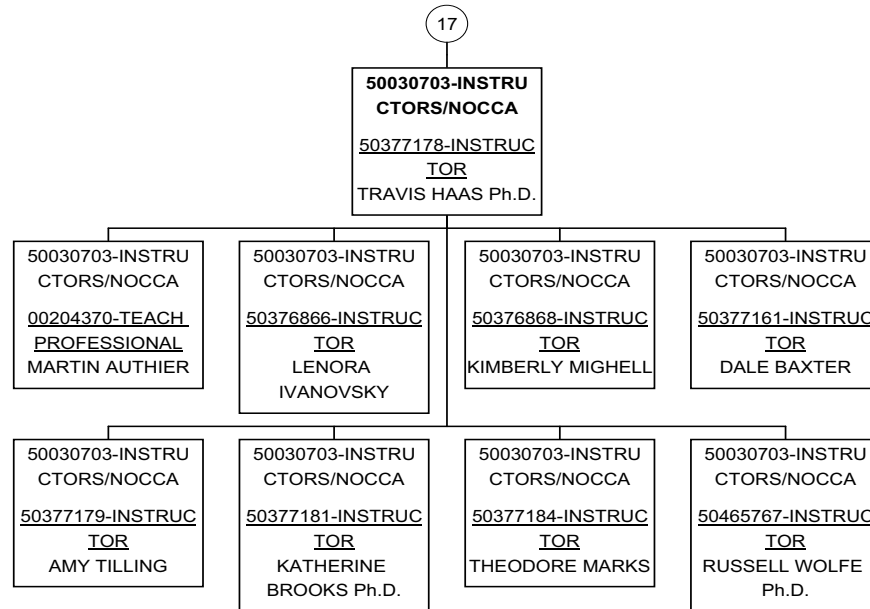 17
50030703-INSTRU
CTORS/NOCCA
50377178-INSTRUC
TOR
TRAVIS HAAS Ph.D.
50030703-INSTRU
CTORS/NOCCA
00204370-TEACH
PROFESSIONAL
MARTIN AUTHIER
50030703-INSTRU
CTORS/NOCCA
50376866-INSTRUC
TOR
LENORA
IVANOVSKY
50030703-INSTRU
CTORS/NOCCA
50376868-INSTRUC
TOR
KIMBERLY MIGHELL
50030703-INSTRU
CTORS/NOCCA
50377161-INSTRUC
TOR
DALE BAXTER
50030703-INSTRU
CTORS/NOCCA
50377179-INSTRUC
TOR
AMY TILLING
50030703-INSTRU
CTORS/NOCCA
50377181-INSTRUC
TOR
KATHERINE
BROOKS Ph.D.
50030703-INSTRU
CTORS/NOCCA
50377184-INSTRUC
TOR
THEODORE MARKS
50030703-INSTRU
CTORS/NOCCA
50465767-INSTRUC
TOR
RUSSELL WOLFE
Ph.D.